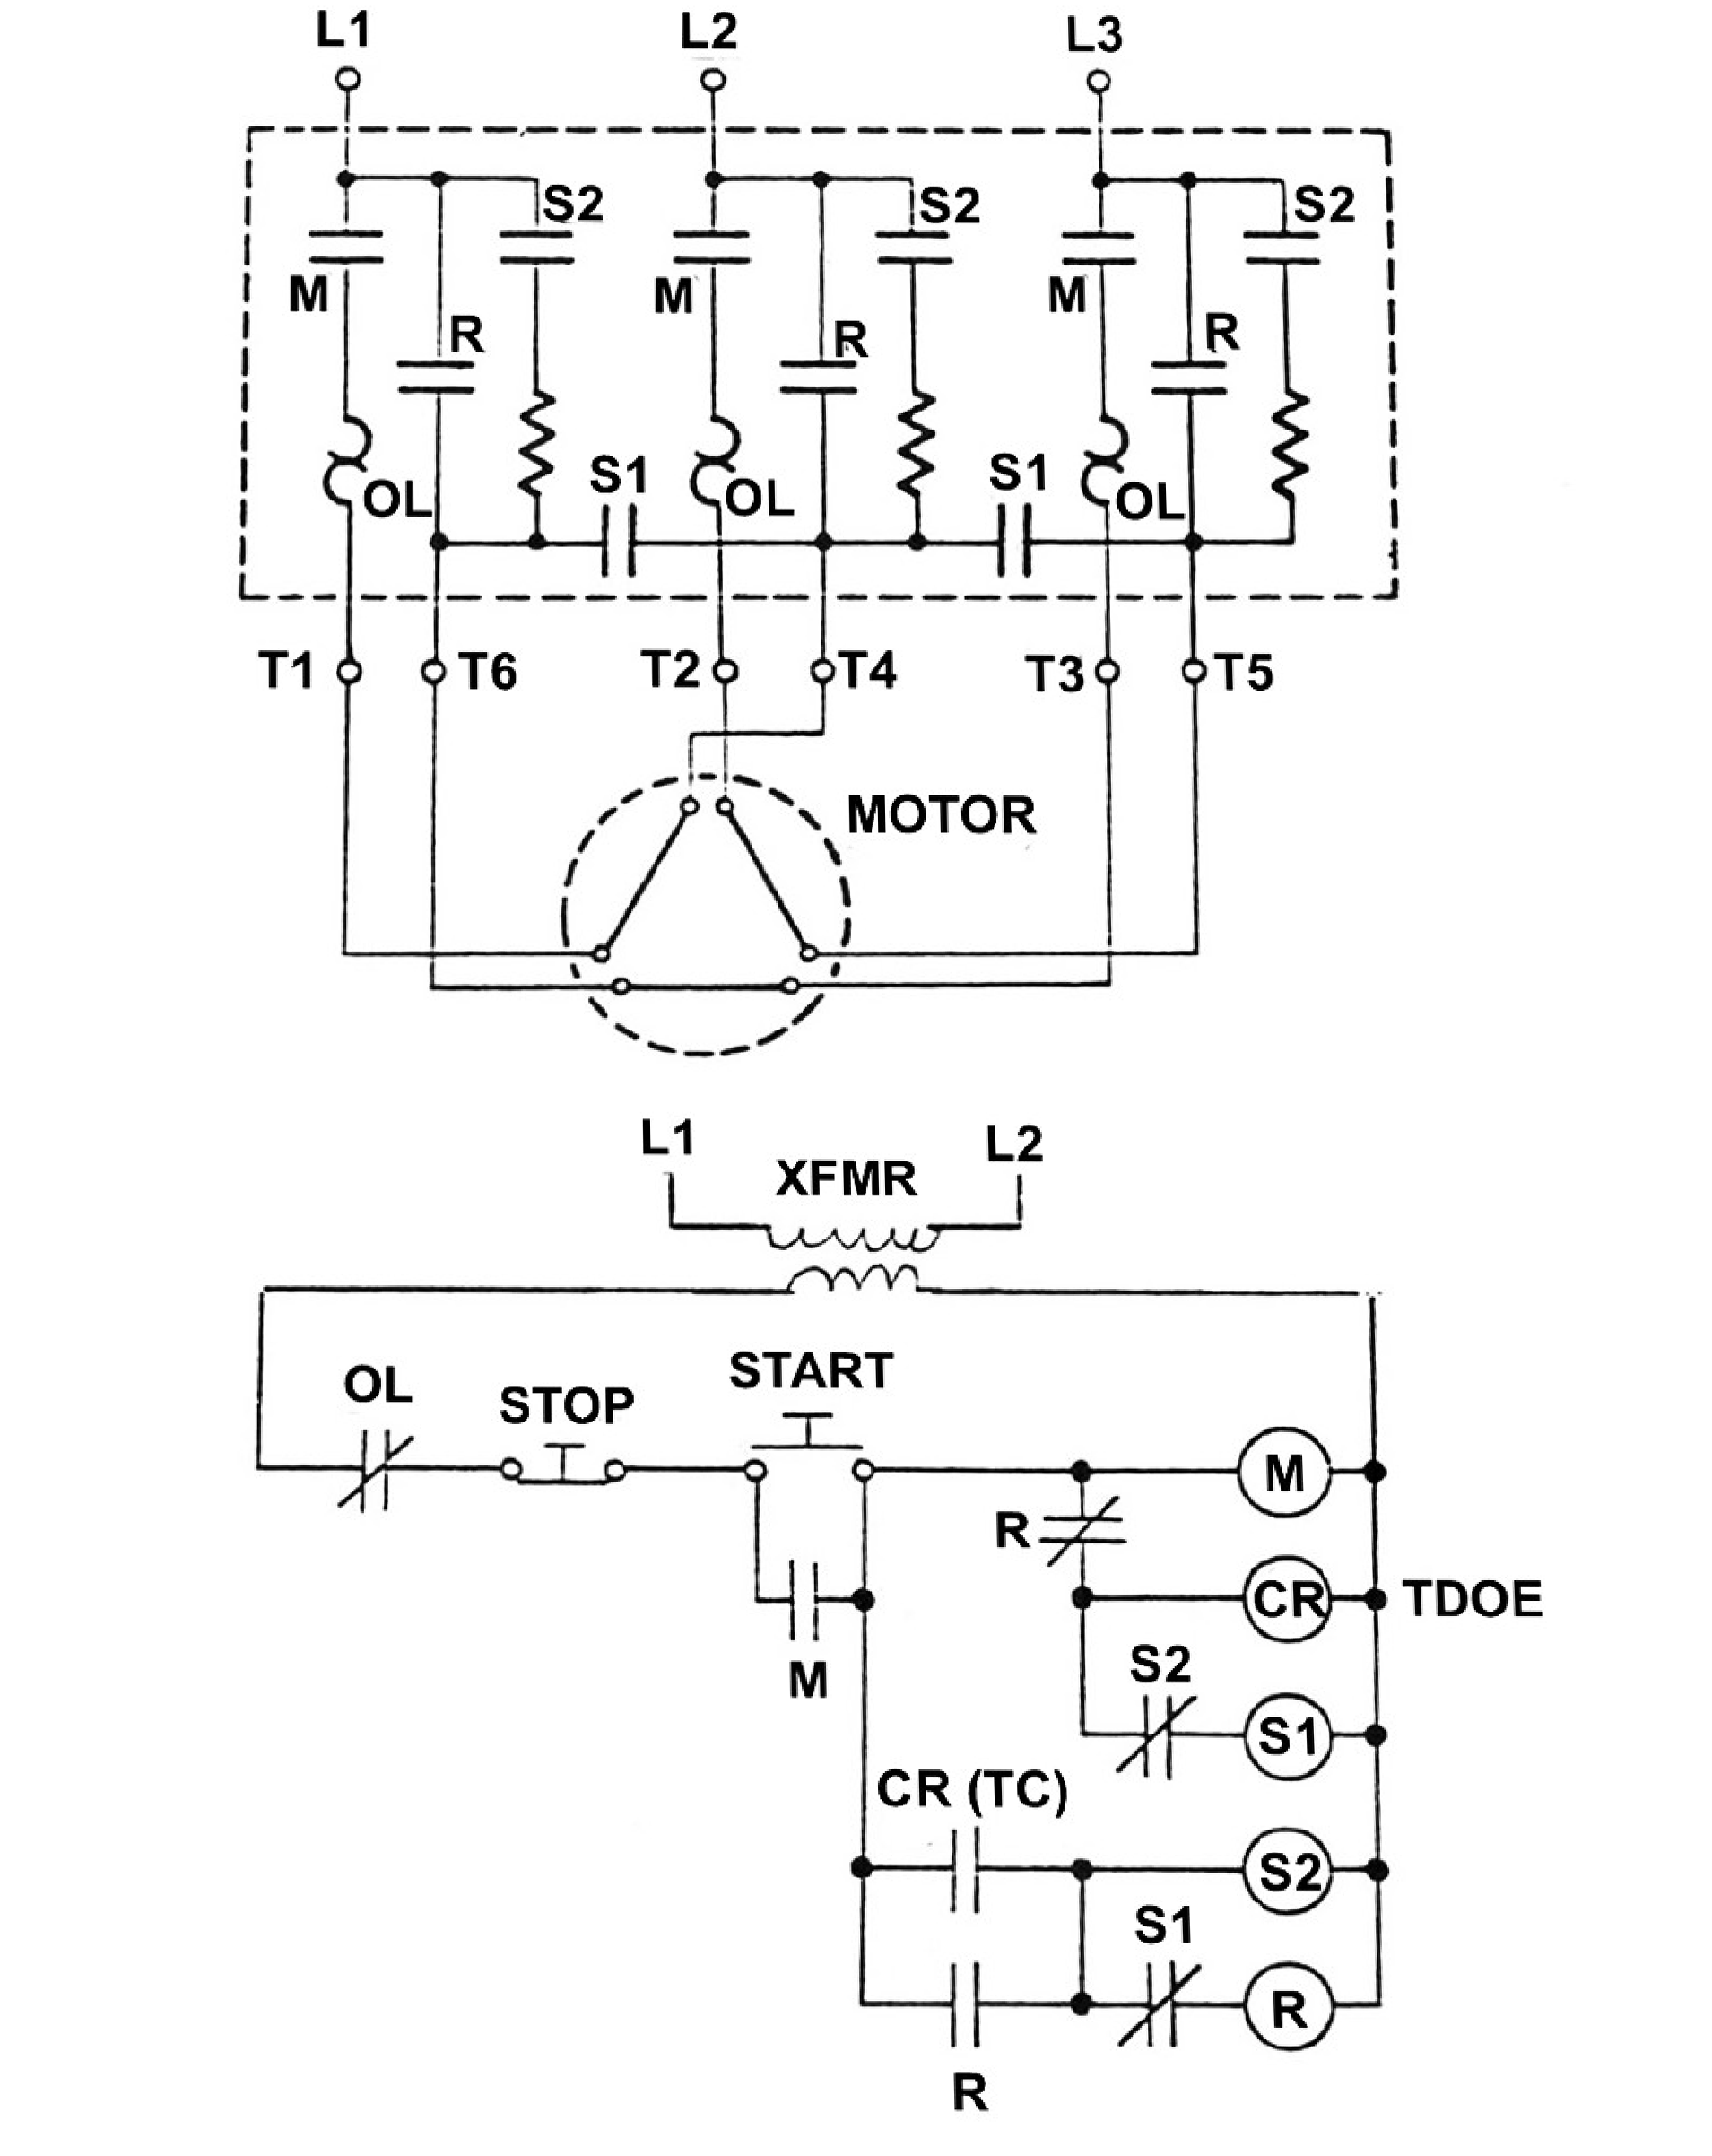 L1 L2 L3
S2 S2 S2
M M M
R R R
S1 S1
OL OL OL
T1 T6 T2 T4 T3 T5
MOTOR
L1 L2
XFMR
START
OL
STOP
M
R
CR TDOE
S2
M
S1
CR (TC)
S2
S1
R
R